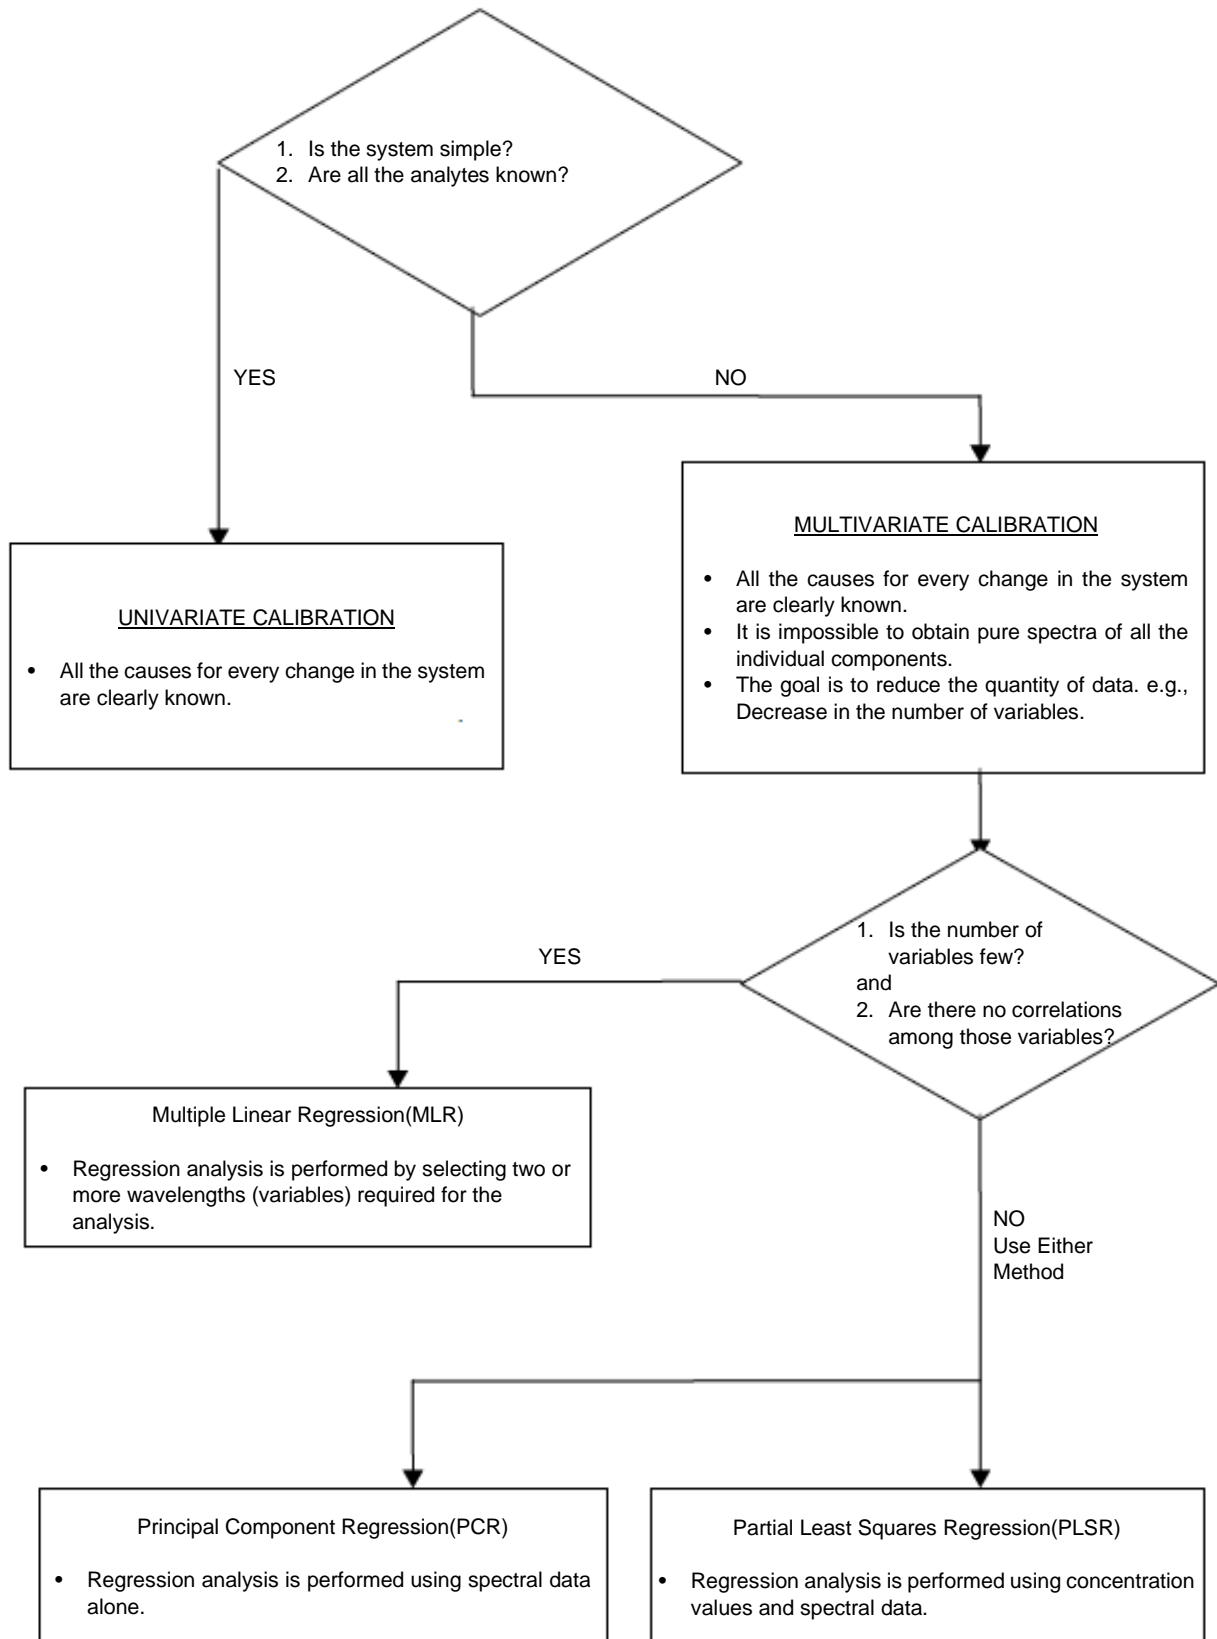 1. Is the system simple?
2. Are all the analytes known?
YES
NO
UNIVARIATE CALIBRATION
• All the causes for every change in the system
are clearly known.
MULTIVARIATE CALIBRATION
• All the causes for every change in the system
are clearly known.
• It is impossible to obtain pure spectra of all the
individual components.
• The goal is to reduce the quantity of data. e.g.,
Decrease in the number of variables.
1. Is the number of
variables few?
and
2. Are there no correlations
among those variables?
YES
Multiple Linear Regression(MLR)
• Regression analysis is performed by selecting two or
more wavelengths (variables) required for the
analysis.
NO
Use Either
Method
Principal Component Regression(PCR)
• Regression analysis is performed using spectral data
alone.
Partial Least Squares Regression(PLSR)
• Regression analysis is performed using concentration
values and spectral data.